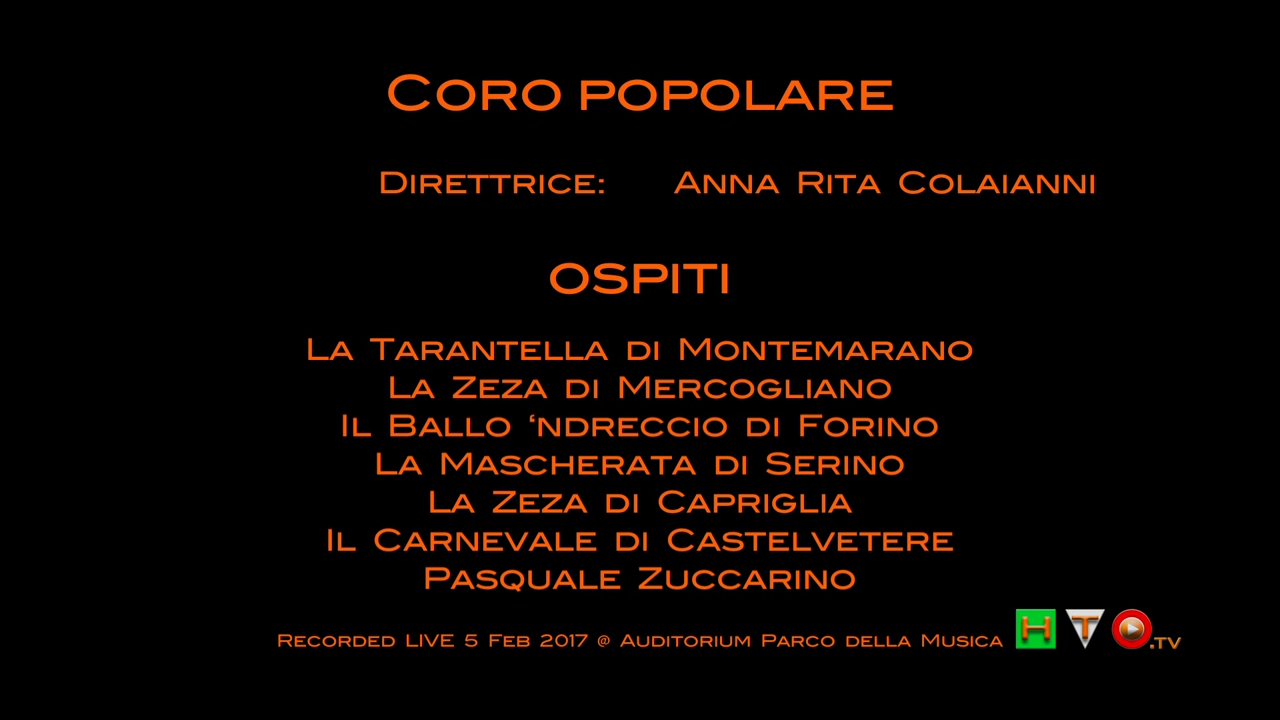 Coro popolare
Direttrice: Anna Rita Colaianni
OSPITI
La Tarantella di Montemarano
La Zeza di Mercogliano
Il Ballo ‘ndreccio di Forino
La Mascherata di Serino
La Zeza di Capriglia
Il Carnevale di Castelvetere
Pasquale Zuccarino
Recorded LIVE 5 Feb 2017 @ Auditorium Parco della Musica HTO.TV